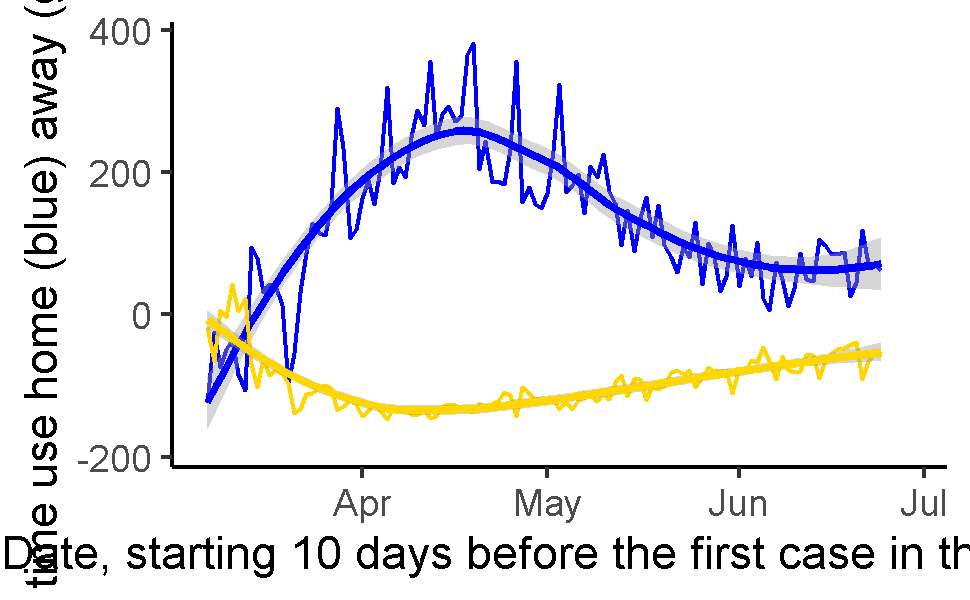 400
200
0
-200
time use home (blue) away (
Apr May Jun Jul
Date, starting 10 days before the first case in th